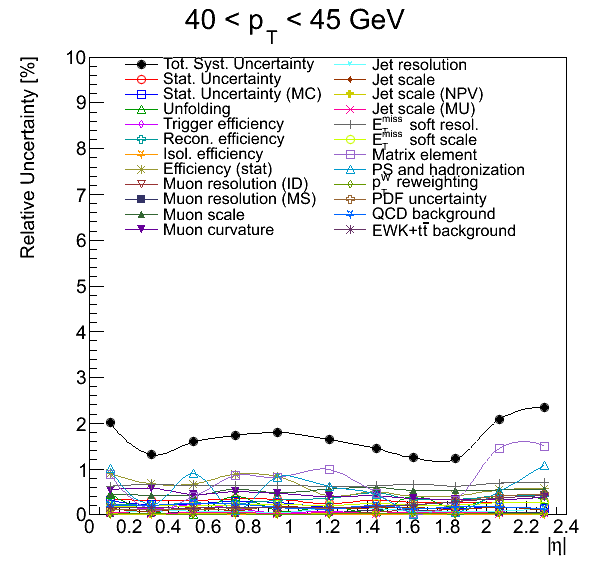 40 < p_T < 45 GeV
Relative Uncertainty [%]
10
9
8
7
6
5
4
3
2
1
0
Tot. Syst. Uncertainty
Stat. Uncertainty
Stat. Uncertainty (MC)
Unfolding
Trigger efficiency
Recon. efficiency
Isol. efficiency
Efficiency (stat)
Muon resolution (ID)
Muon resolution (MS)
Muon scale
Muon curvature
Jet resolution
Jet scale
Jet scale (NPV)
Jet scale (MU)
E_T^miss soft resol.
E_T^miss soft scale
Matrix element
PS and hadronization
p_T^W reweighting
PDF uncertainty
QCD background
EWK+tt̄ background
0 0.2 0.4 0.6 0.8 1 1.2 1.4 1.6 1.8 2 2.2 2.4
|η|